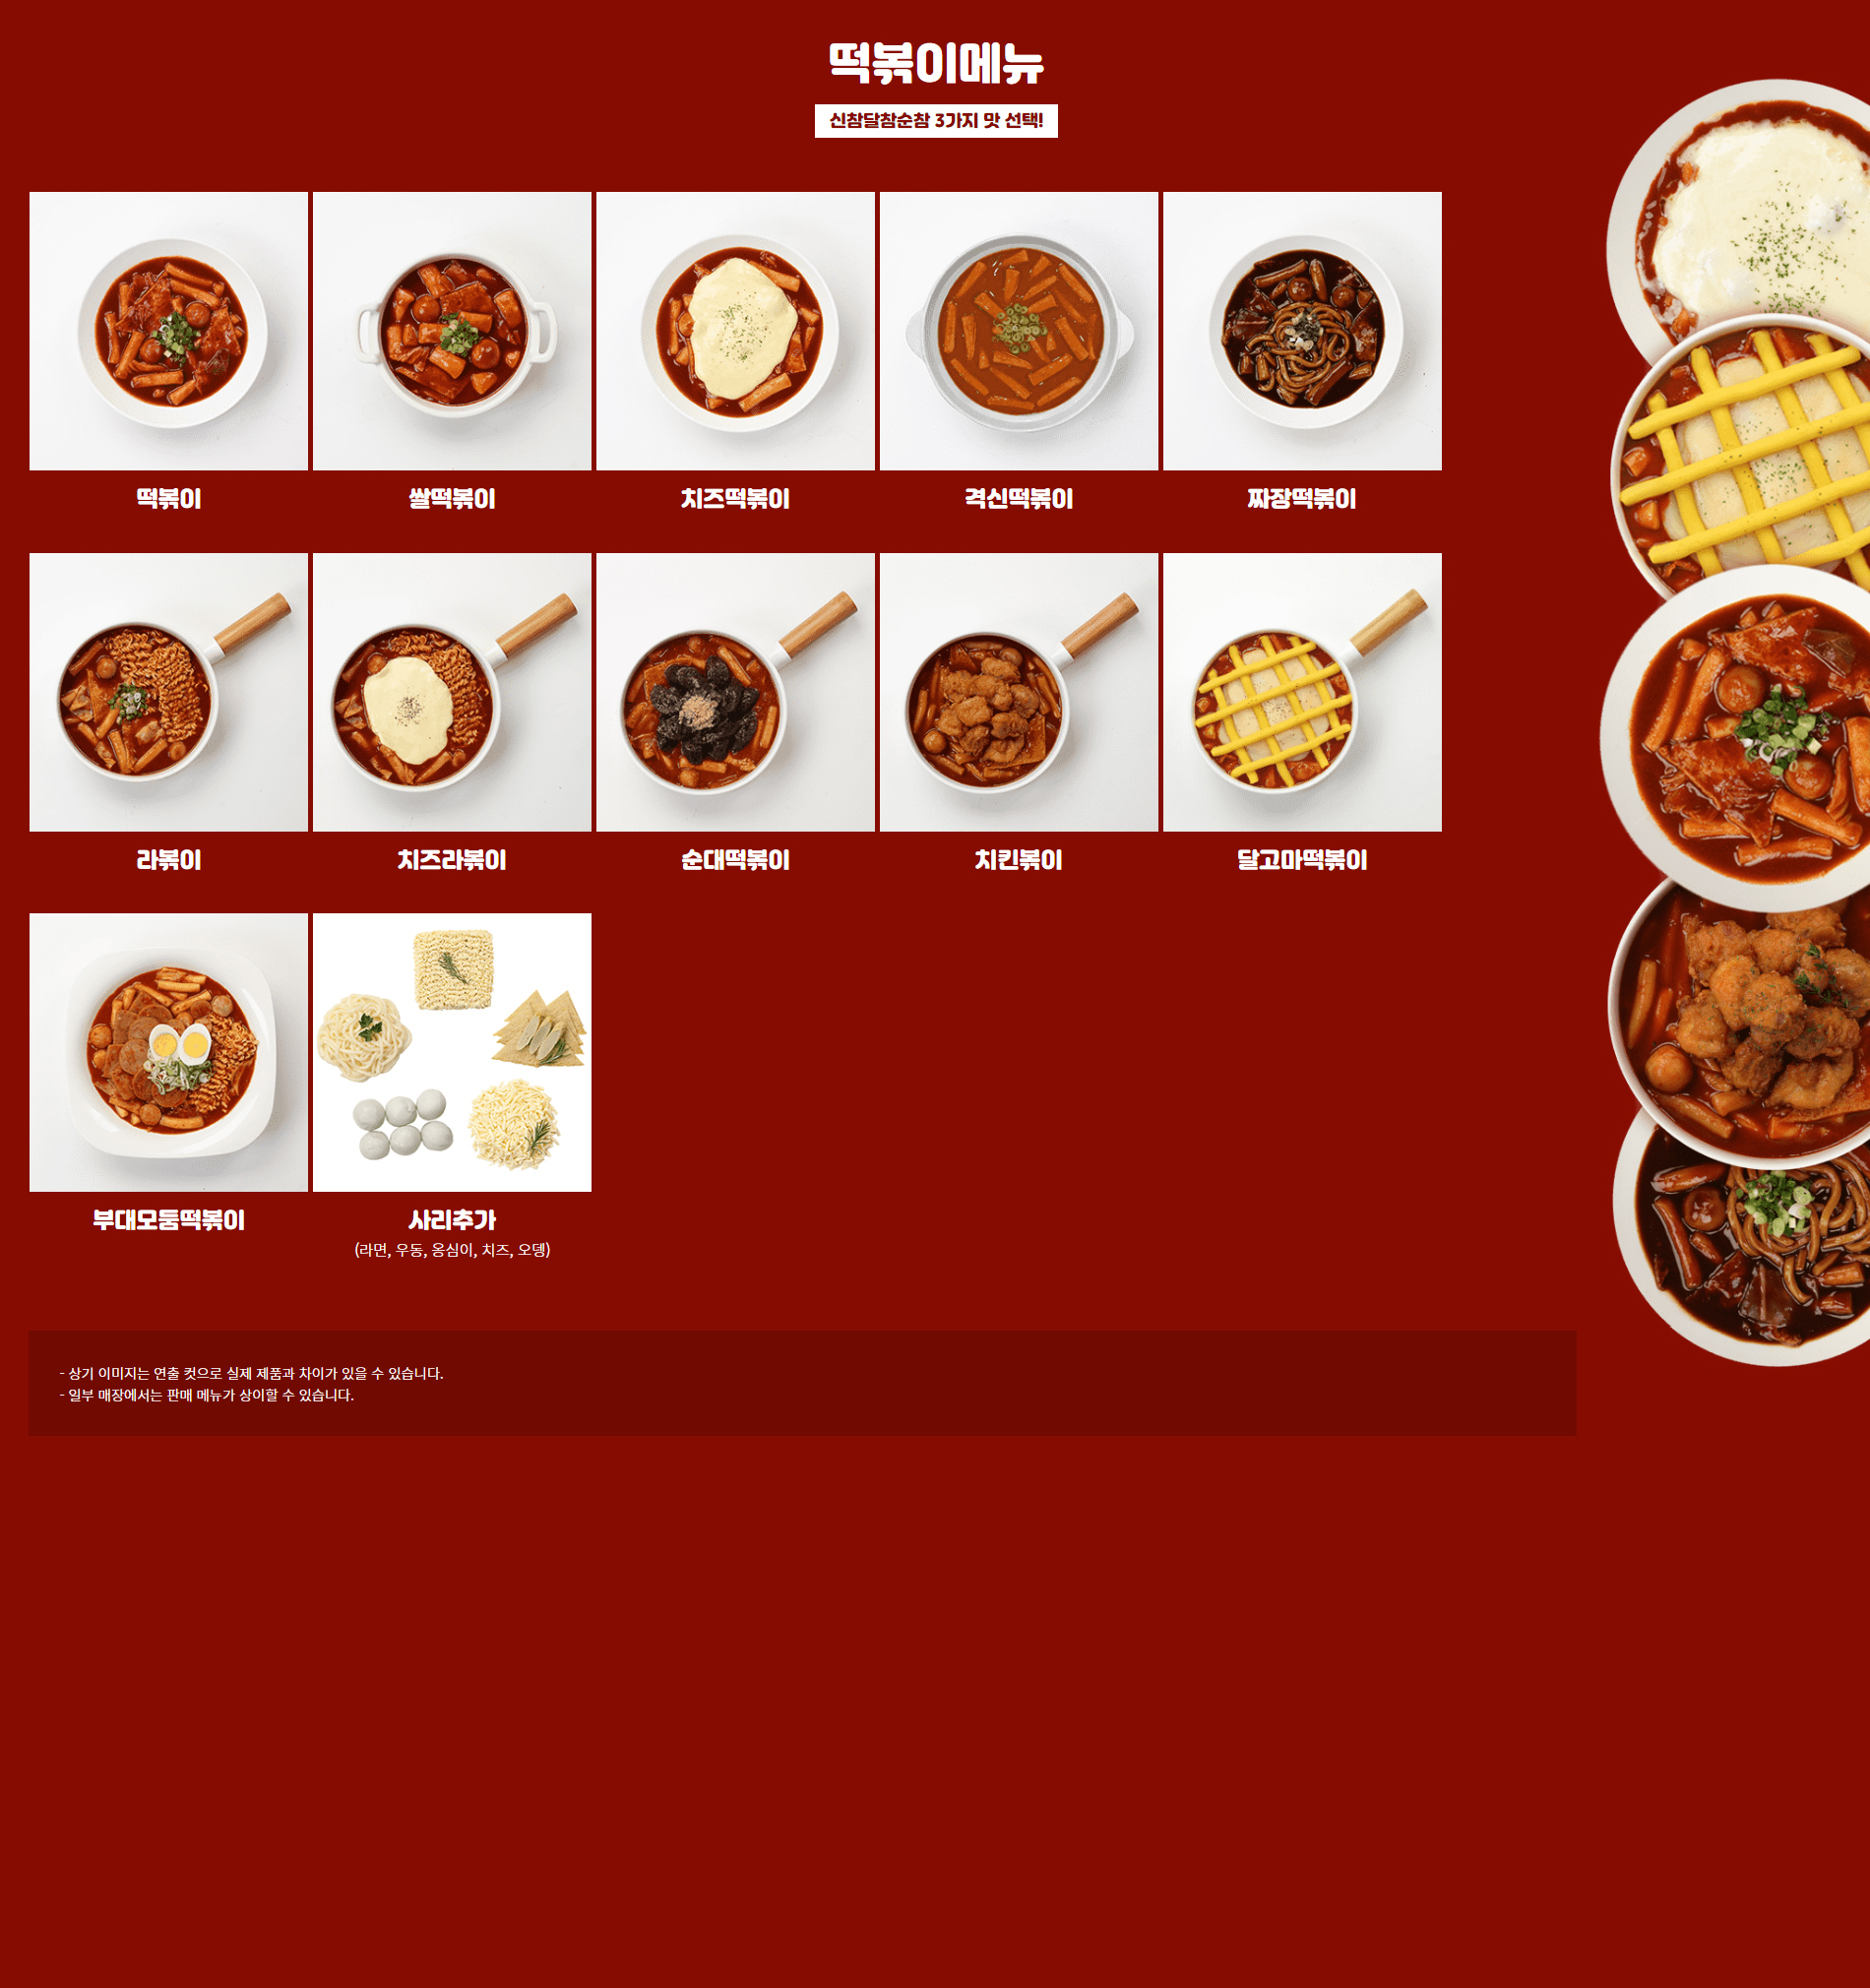 떡볶이메뉴
신참달참순참 3가지 맛 선택!
떡볶이
쌀떡볶이
치즈떡볶이
격신떡볶이
짜장떡볶이
라볶이
치즈라볶이
순대떡볶이
치킨볶이
달고마떡볶이
부대모둠떡볶이
사리추가
(라면, 우동, 옹심이, 치즈, 오뎅)
- 상기 이미지는 연출 컷으로 실제 제품과 차이가 있을 수 있습니다.
- 일부 매장에서는 판매 메뉴가 상이할 수 있습니다.